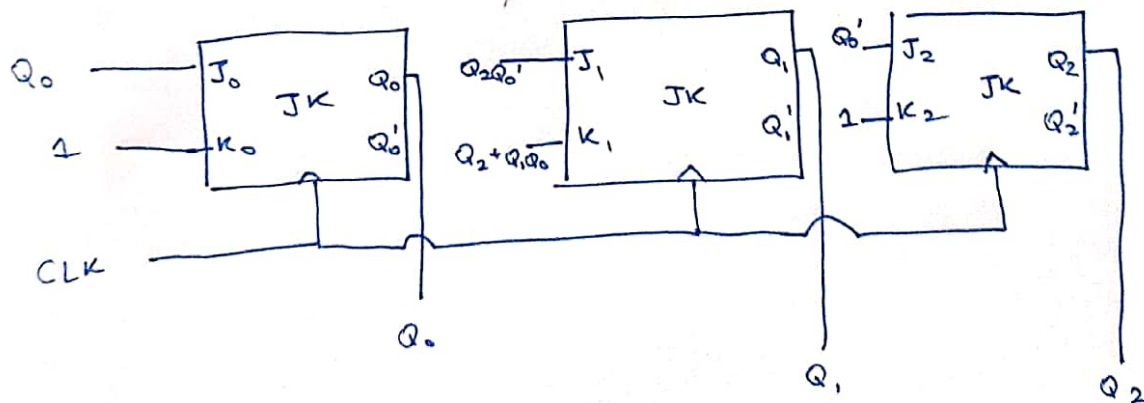 Q₀ J₀ JK Q₀
1 K₀ Q₀'
Q₂Q₀' J₁ JK Q₁
Q₂+Q₁Q₀ K₁ Q₁'
Q₀' J₂ JK Q₂
1 K₂ Q₂'
CLK
Q₀
Q₁
Q₂